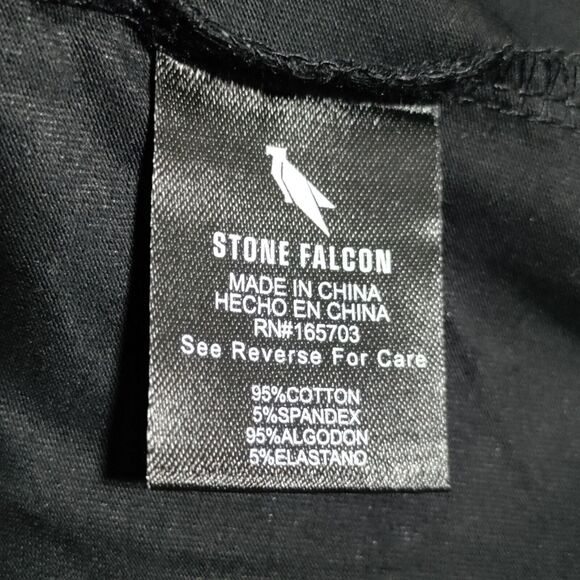 STONE FALCON
MADE IN CHINA
HECHO EN CHINA
RN#165703
See Reverse For Care
95%COTTON
5%SPANDEX
95%ALGODON
5%ELASTANO